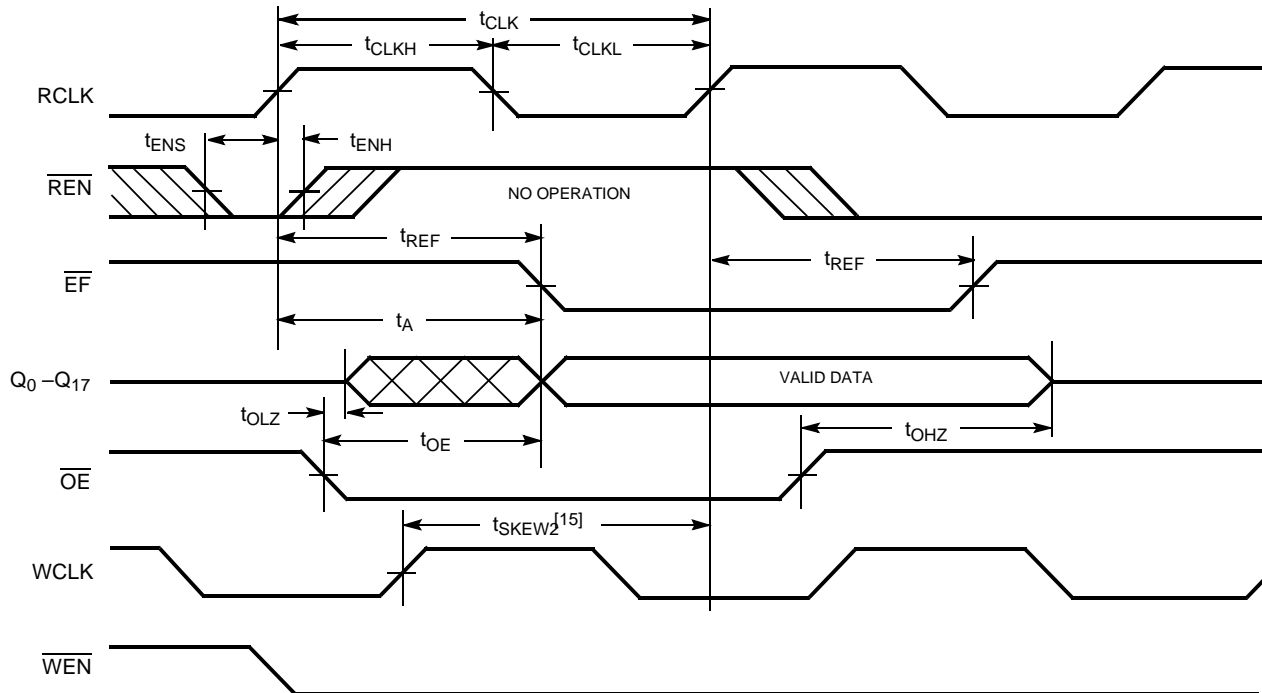 tCLK
tCLKH tCLKL
RCLK
tENS tENH
REN NO OPERATION
tREF
tREF
EF
tA
Q0 –Q17 VALID DATA
tOLZ
tOE tOHZ
OE
tSKEW2[15]
WCLK
WEN